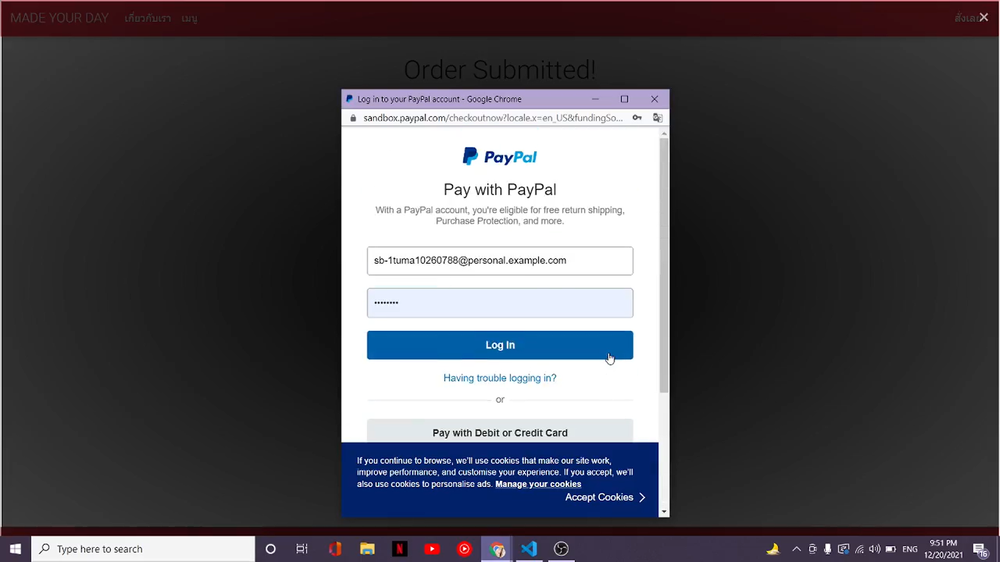 MADE YOUR DAY เกี่ยวกับเรา เมนู
Order Submitted!
Log in to your PayPal account - Google Chrome
sandbox.paypal.com/checkoutnow?locale.x=en_US&fundingSo...
PayPal
Pay with PayPal
With a PayPal account, you're eligible for free return shipping,
Purchase Protection, and more.
sb-1tuma10260788@personal.example.com
••••••••
Log In
Having trouble logging in?
or
Pay with Debit or Credit Card
If you continue to browse, we'll use cookies that make our site work,
improve performance, and customise your experience. If you accept, we'll
also use cookies to personalise ads. Manage your cookies
Accept Cookies
Type here to search
ENG
9:51 PM
12/20/2021
16